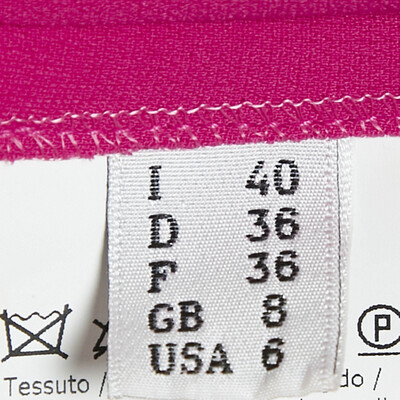 I 40
D 36
F 36
GB 8
USA 6
P
Tessuto / do /